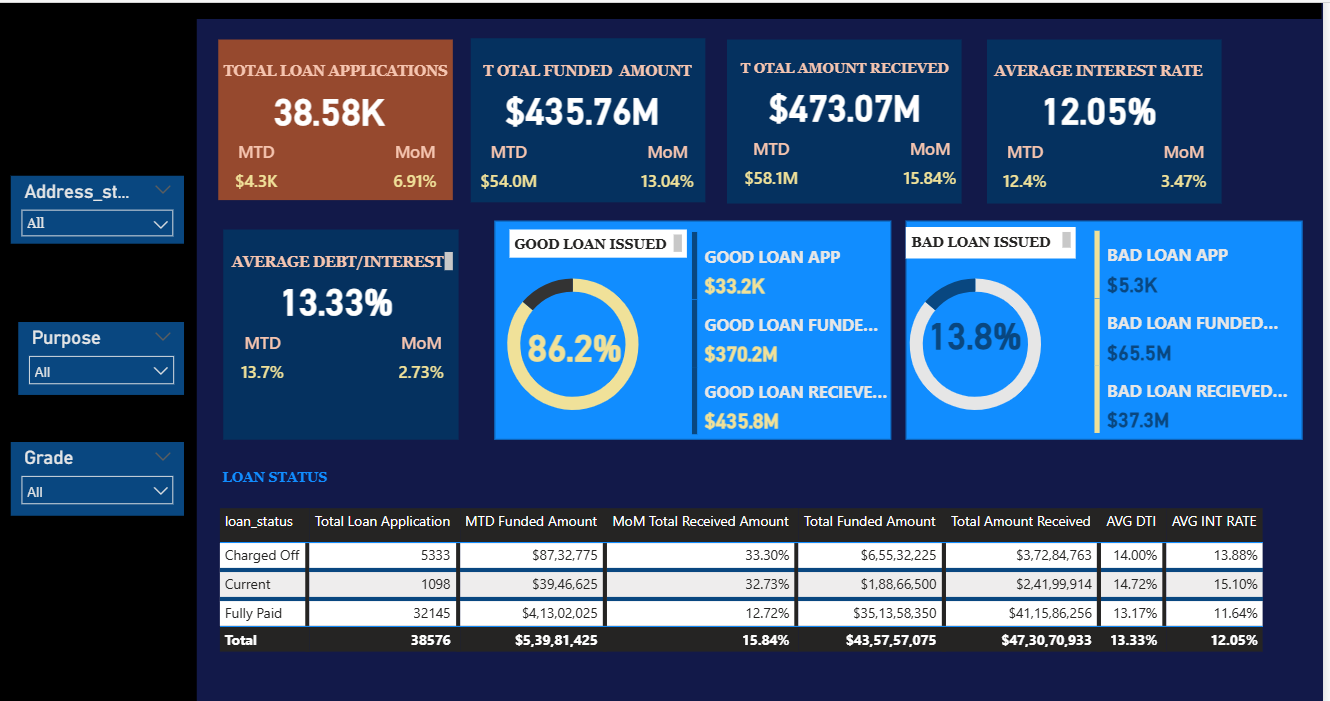 TOTAL LOAN APPLICATIONS
38.58K
MTD MoM
$4.3K 6.91%
T OTAL FUNDED AMOUNT
$435.76M
MTD MoM
$54.0M 13.04%
T OTAL AMOUNT RECIEVED
$473.07M
MTD MoM
$58.1M 15.84%
AVERAGE INTEREST RATE
12.05%
MTD MoM
12.4% 3.47%
Address_st...
All
Purpose
All
Grade
All
AVERAGE DEBT/INTEREST
13.33%
MTD MoM
13.7% 2.73%
GOOD LOAN ISSUED
86.2%
GOOD LOAN APP
$33.2K
GOOD LOAN FUNDE...
$370.2M
GOOD LOAN RECIEVE...
$435.8M
BAD LOAN ISSUED
13.8%
BAD LOAN APP
$5.3K
BAD LOAN FUNDED...
$65.5M
BAD LOAN RECIEVED...
$37.3M
LOAN STATUS
loan_status Total Loan Application MTD Funded Amount MoM Total Received Amount Total Funded Amount Total Amount Received AVG DTI AVG INT RATE
Charged Off 5333 $87,32,775 33.30% $6,55,32,225 $3,72,84,763 14.00% 13.88%
Current 1098 $39,46,625 32.73% $1,88,66,500 $2,41,99,914 14.72% 15.10%
Fully Paid 32145 $4,13,02,025 12.72% $35,13,58,350 $41,15,86,256 13.17% 11.64%
Total 38576 $5,39,81,425 15.84% $43,57,57,075 $47,30,70,933 13.33% 12.05%